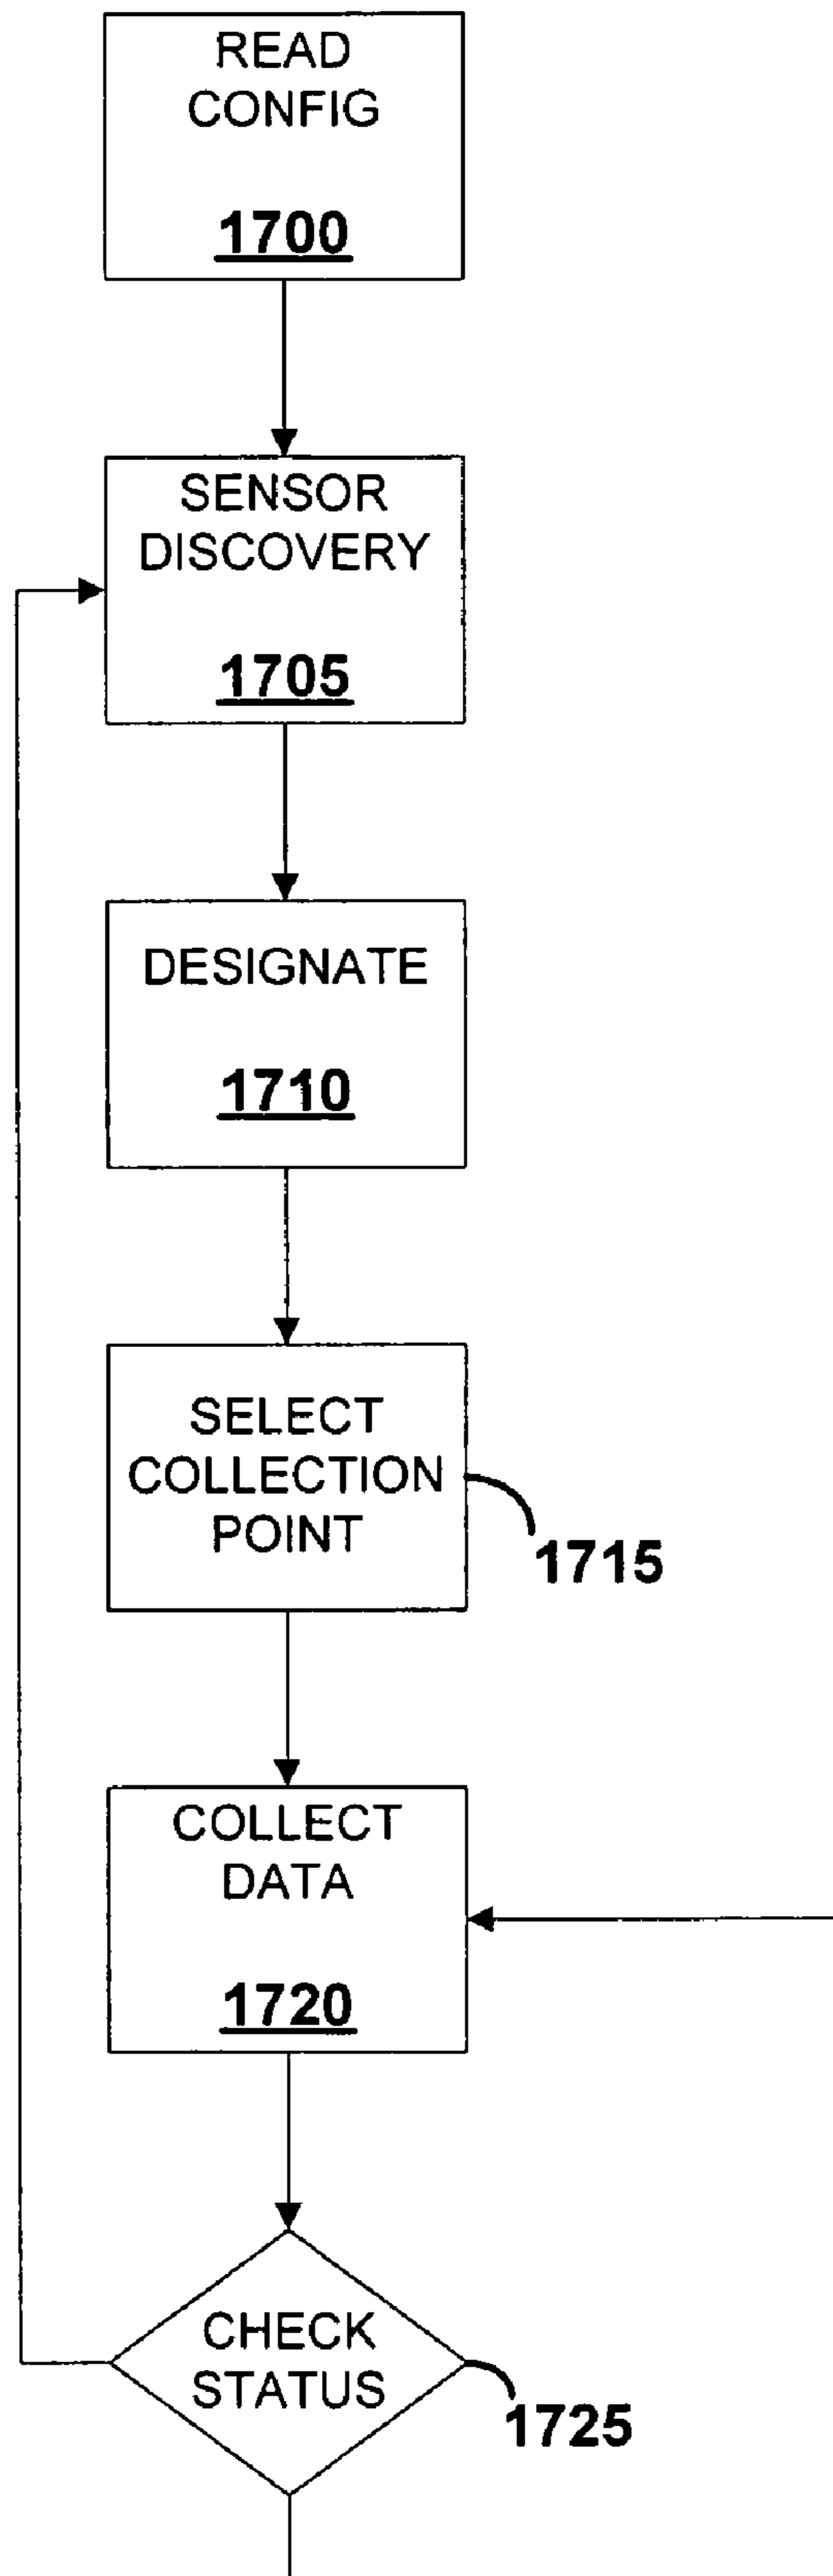 READ
CONFIG
1700
SENSOR
DISCOVERY
1705
DESIGNATE
1710
SELECT
COLLECTION
POINT
1715
COLLECT
DATA
1720
CHECK
STATUS
1725